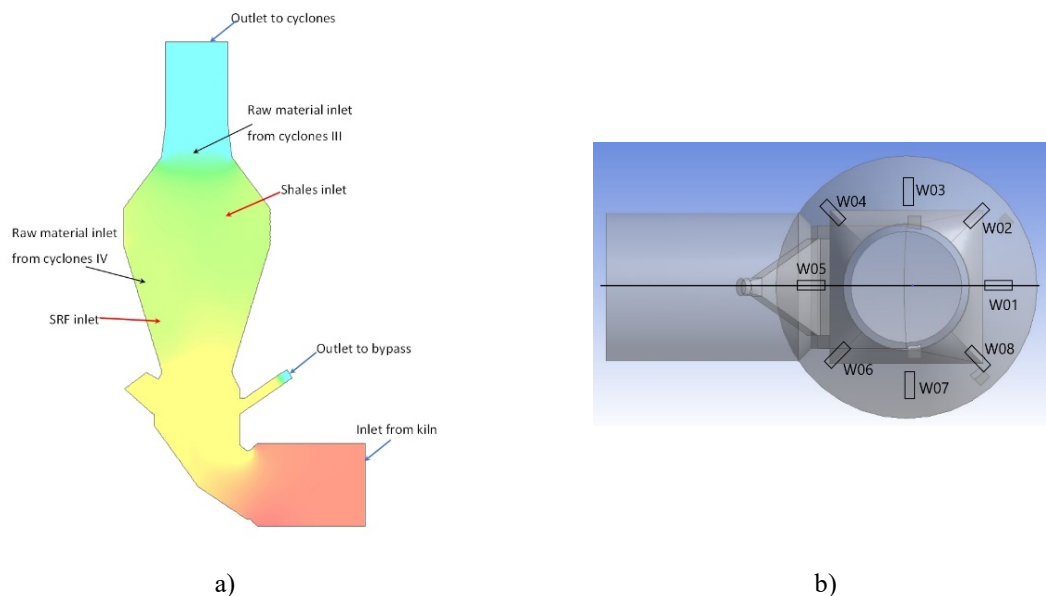 Outlet to cyclones
Raw material inlet
from cyclones III
Shales inlet
Raw material inlet
from cyclones IV
SRF inlet
Outlet to bypass
Inlet from kiln
a)
W03
W04
W02
W05
W01
W06
W08
W07
b)